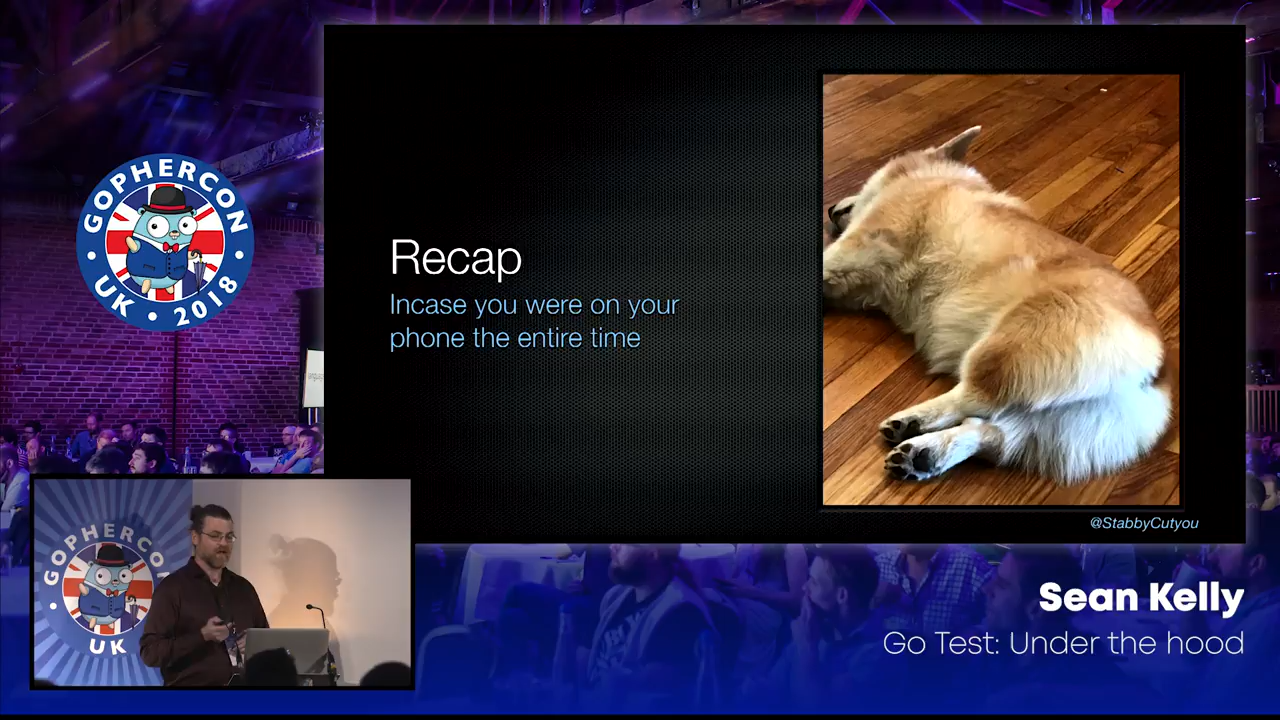 GOPHERCON
UK • 2018
Recap
Incase you were on your
phone the entire time
@StabbyCutyou
GOPHERCON
UK
Sean Kelly
Go Test: Under the hood